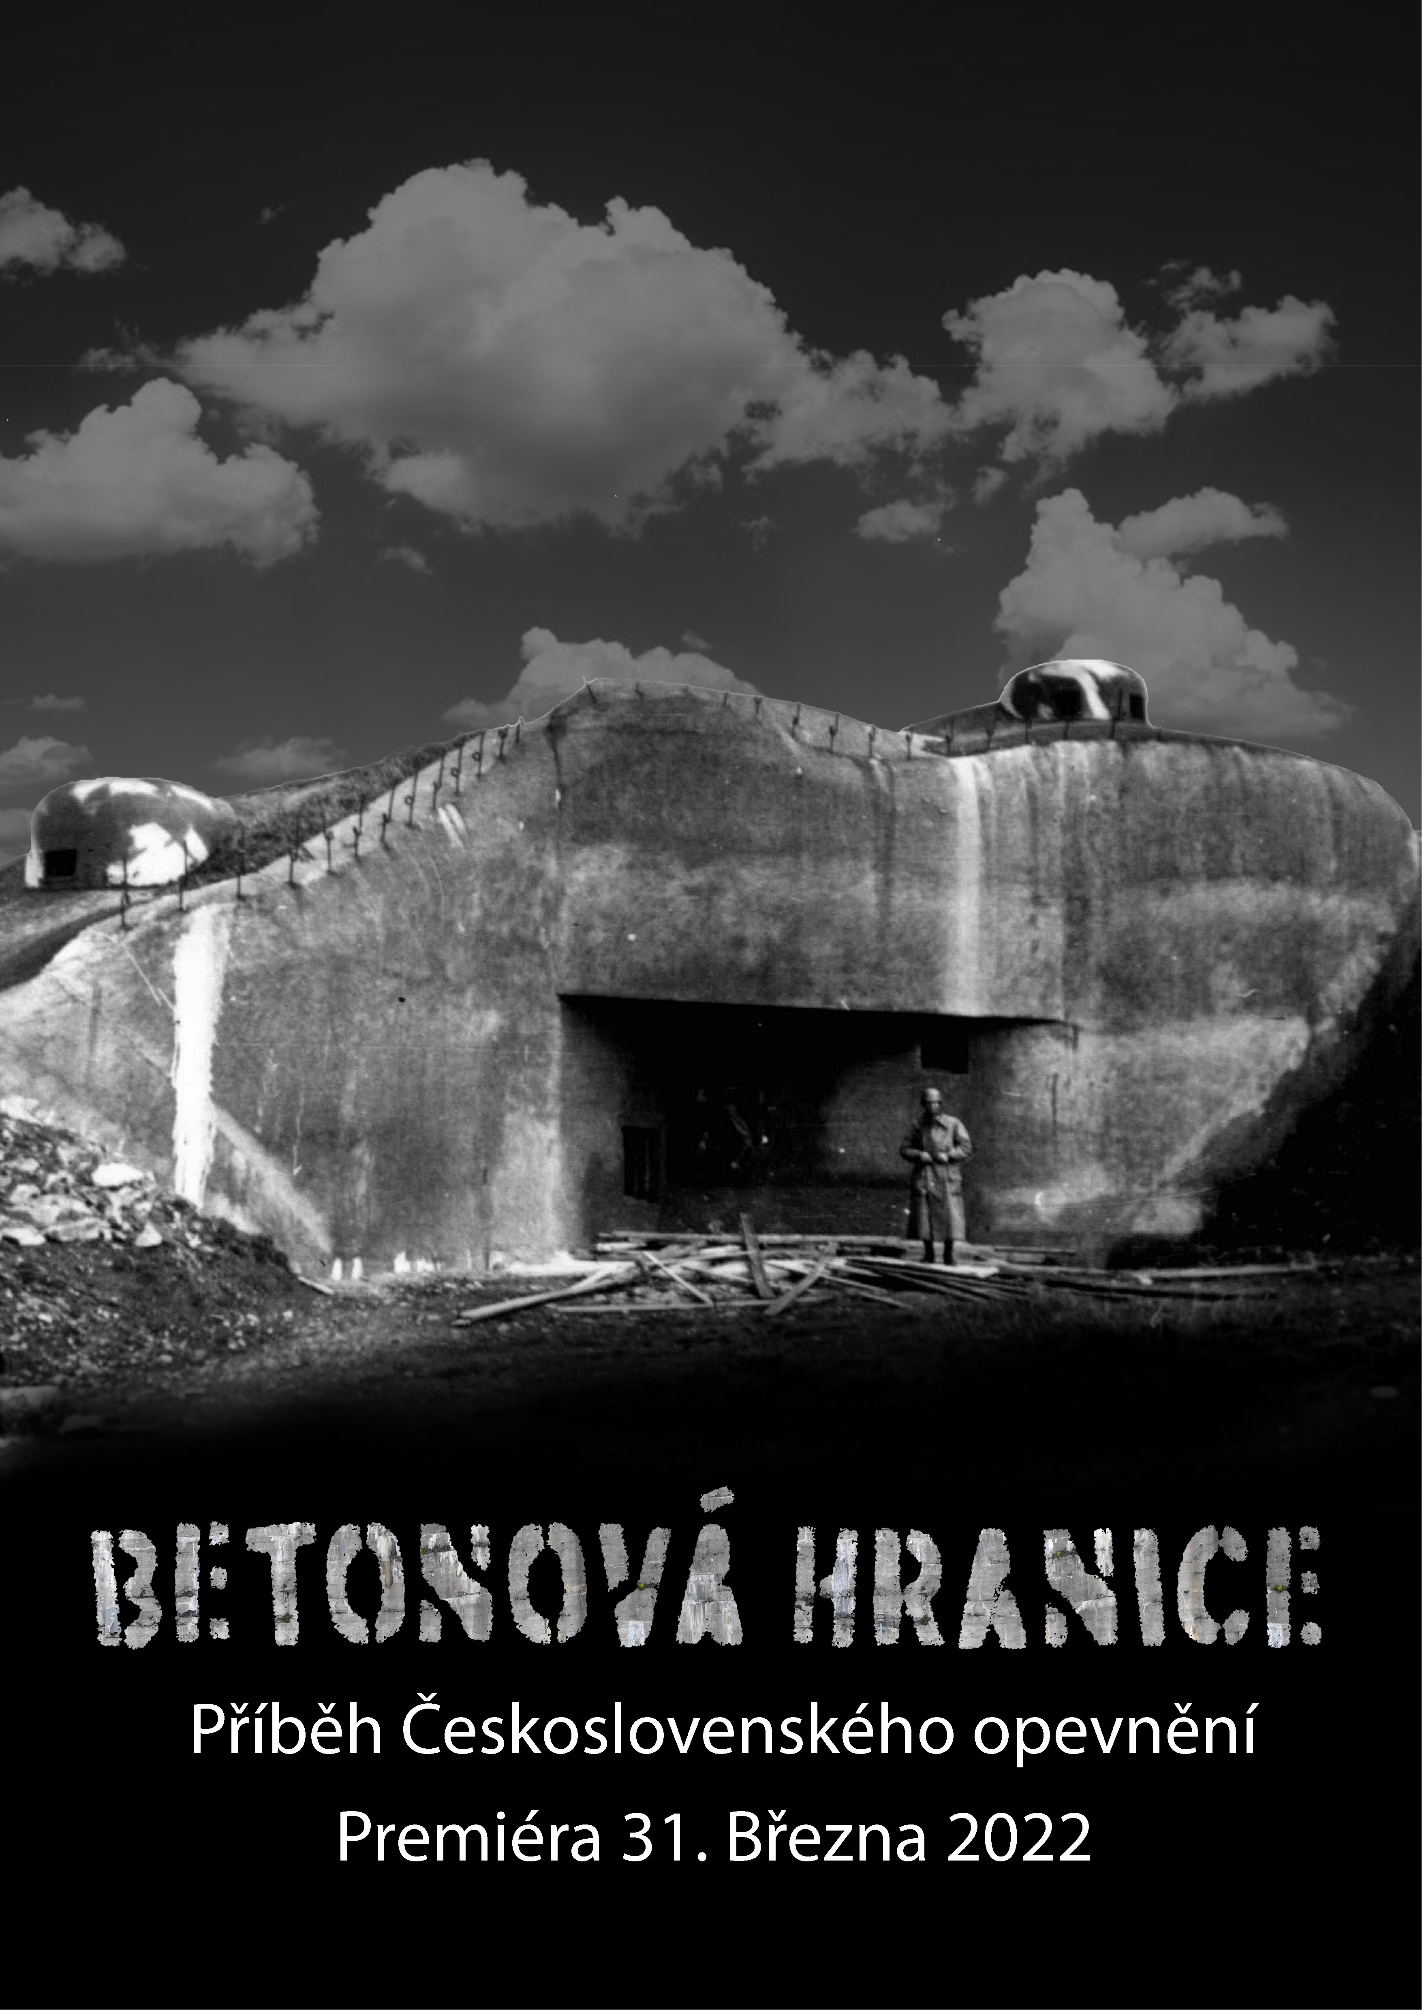 BETONOVÁ HRANICE
Příběh Československého opevnění
Premiéra 31. Března 2022